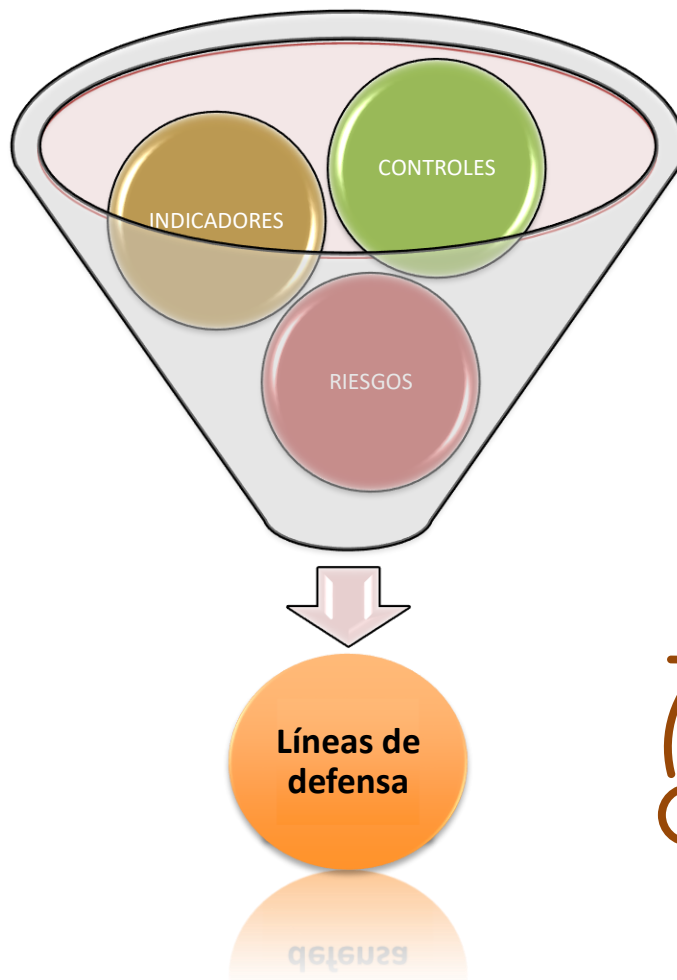 CONTROLES
INDICADORES
RIESGOS
Líneas de
defensa